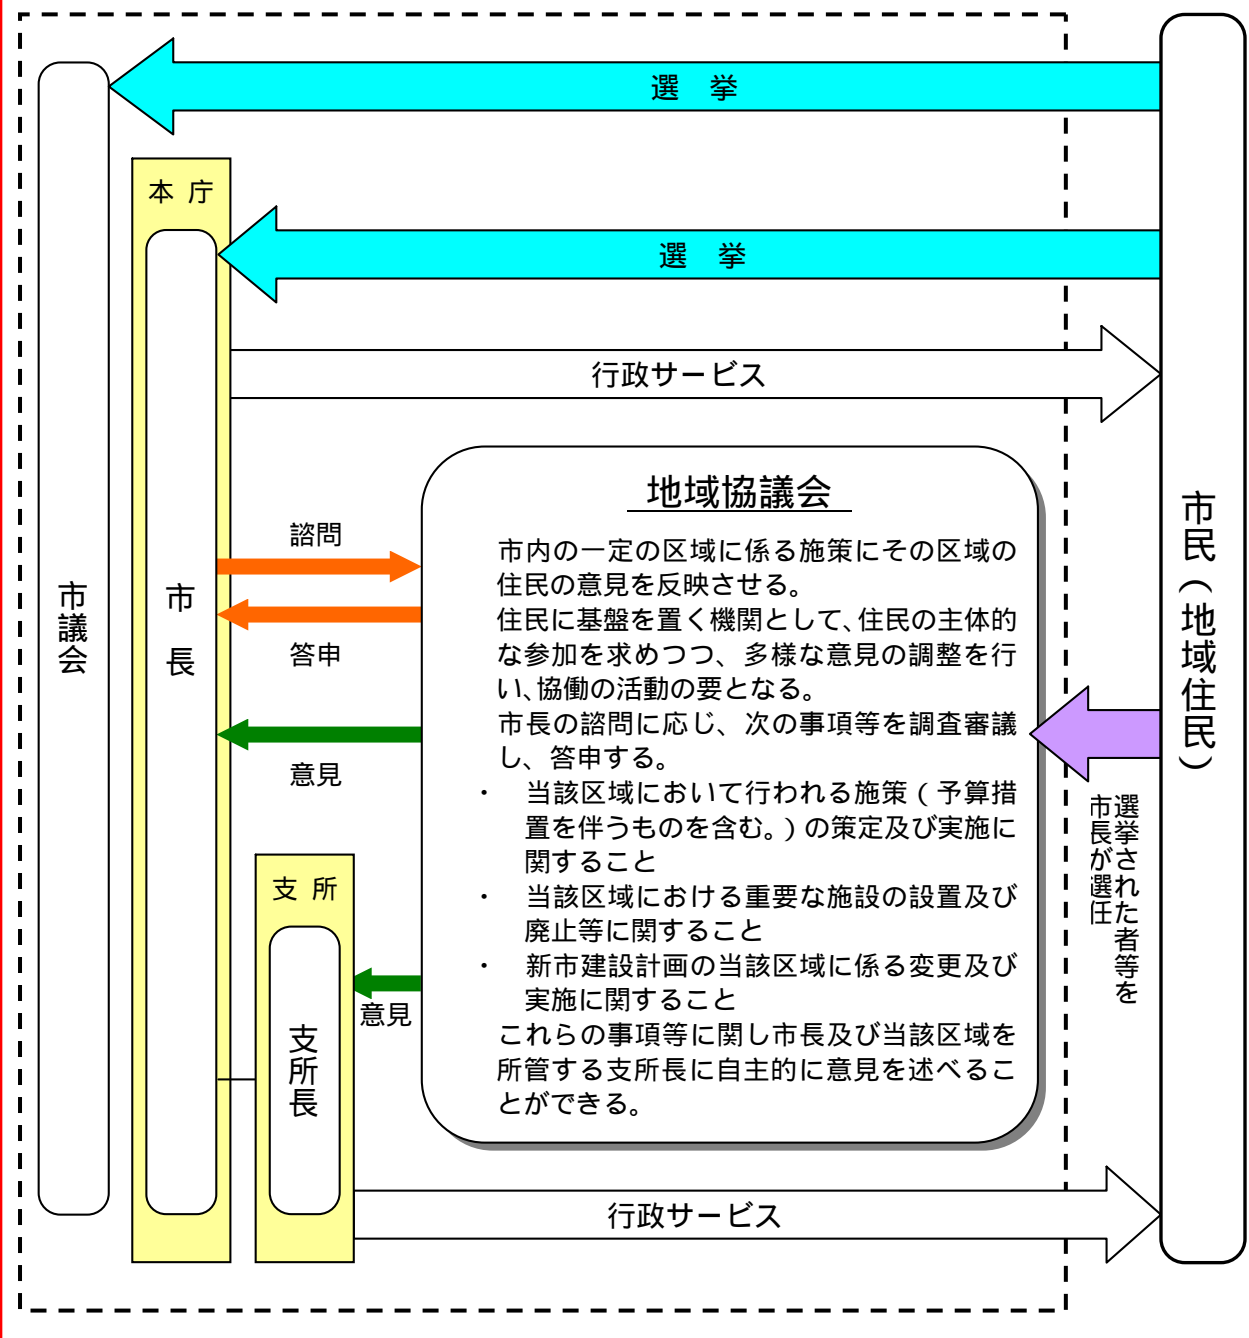 選 挙
本 庁
選 挙
行政サービス
市議会
市 長
諮問
答申
意見
支 所
支所長
意見
地域協議会
市内の一定の区域に係る施策にその区域の
住民の意見を反映させる。
住民に基盤を置く機関として、住民の主体的
な参加を求めつつ、多様な意見の調整を行
い、協働の活動の要となる。
市長の諮問に応じ、次の事項等を調査審議
し、答申する。
・ 当該区域において行われる施策(予算措
置を伴うものを含む。)の策定及び実施に
関すること
・ 当該区域における重要な施設の設置及び
廃止等に関すること
・ 新市建設計画の当該区域に係る変更及び
実施に関すること
これらの事項等に関し市長及び当該区域を
所管する支所長に自主的に意見を述べるこ
とができる。
市民(地域住民)
選挙された者等を
市長が選任
行政サービス